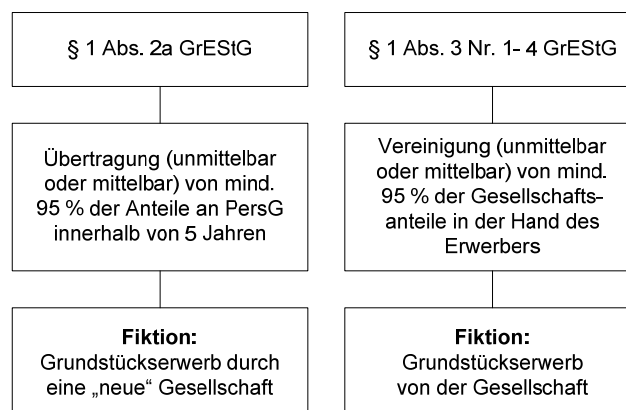 § 1 Abs. 2a GrEStG
Übertragung (unmittelbar
oder mittelbar) von mind.
95 % der Anteile an PersG
innerhalb von 5 Jahren
Fiktion:
Grundstückserwerb durch
eine „neue“ Gesellschaft
§ 1 Abs. 3 Nr. 1- 4 GrEStG
Vereinigung (unmittelbar
oder mittelbar) von mind.
95 % der Gesellschafts-
anteile in der Hand des
Erwerbers
Fiktion:
Grundstückserwerb
von der Gesellschaft